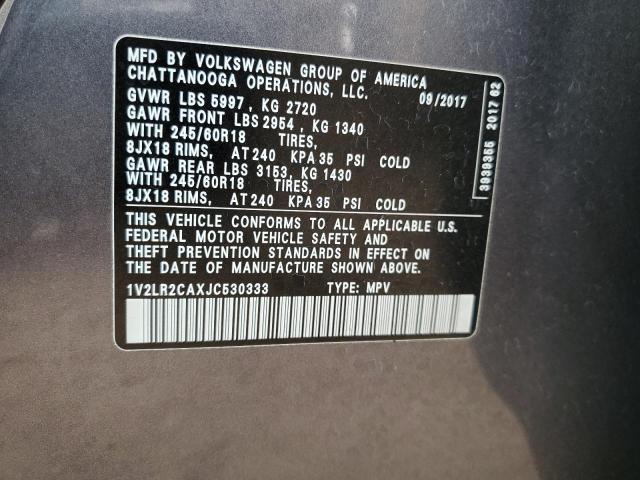 MFD BY VOLKSWAGEN GROUP OF AMERICA
CHATTANOOGA OPERATIONS, LLC.
09/2017
GVWR LBS 5997 , KG 2720
GAWR FRONT LBS 2954 , KG 1340
WITH 245/60R18 TIRES,
8JX18 RIMS, AT 240 KPA 35 PSI COLD
GAWR REAR LBS 3153, KG 1430
WITH 245/60R18 TIRES,
8JX18 RIMS, AT 240 KPA 35 PSI COLD
THIS VEHICLE CONFORMS TO ALL APPLICABLE U.S.
FEDERAL MOTOR VEHICLE SAFETY AND
THEFT PREVENTION STANDARDS IN EFFECT ON
THE DATE OF MANUFACTURE SHOWN ABOVE.
1V2LR2CAXJC530333 TYPE: MPV
3939355 2017 62